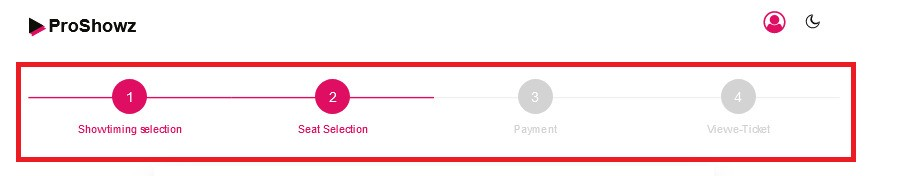 ProShowz
1 2 3 4
Showtiming selection Seat Selection Payment Viewe-Ticket